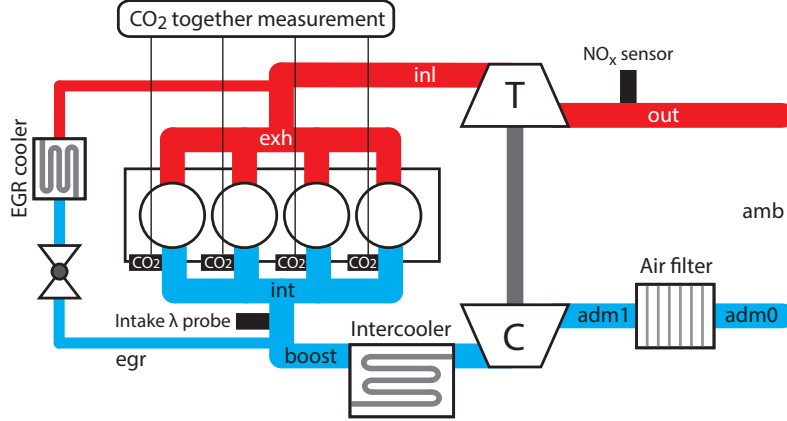 CO₂ together measurement
NOₓ sensor
inl
T
out
exh
EGR cooler
amb
CO₂ CO₂ CO₂ CO₂
Air filter
int
adm1 adm0
Intake λ probe
Intercooler
C
boost
egr